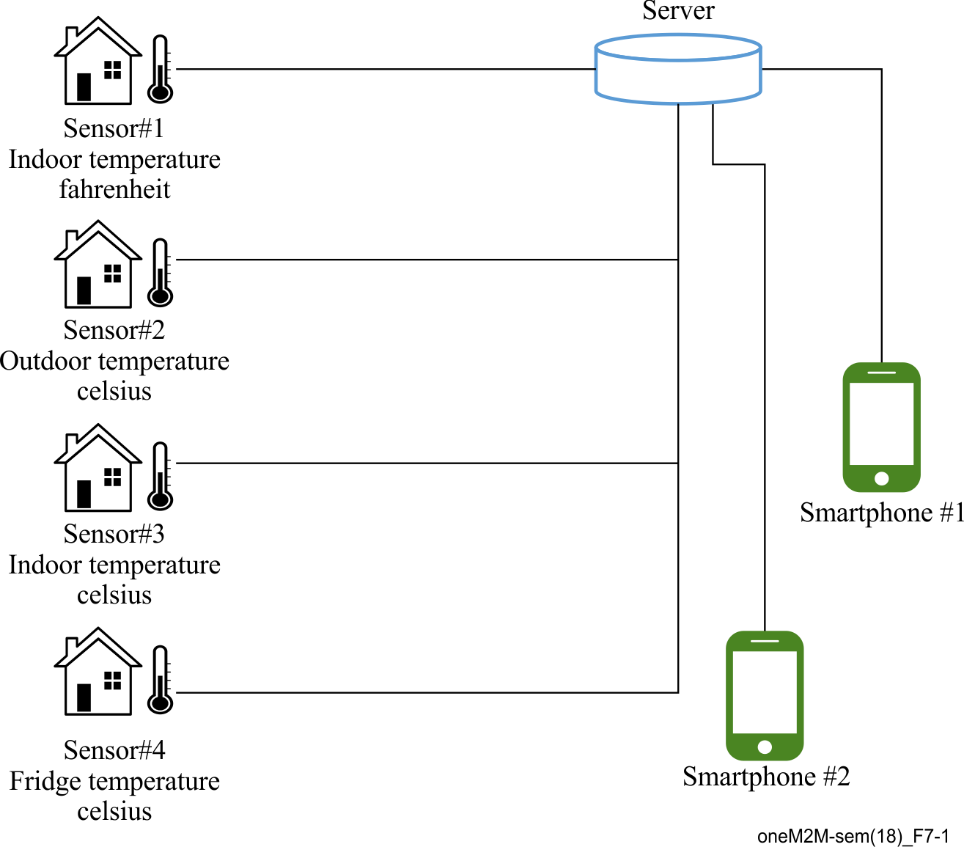 Server
Sensor#1
Indoor temperature
fahrenheit
Sensor#2
Outdoor temperature
celsius
Sensor#3
Indoor temperature
celsius
Smartphone #1
Sensor#4
Fridge temperature
celsius
Smartphone #2
oneM2M-sem(18)_F7-1